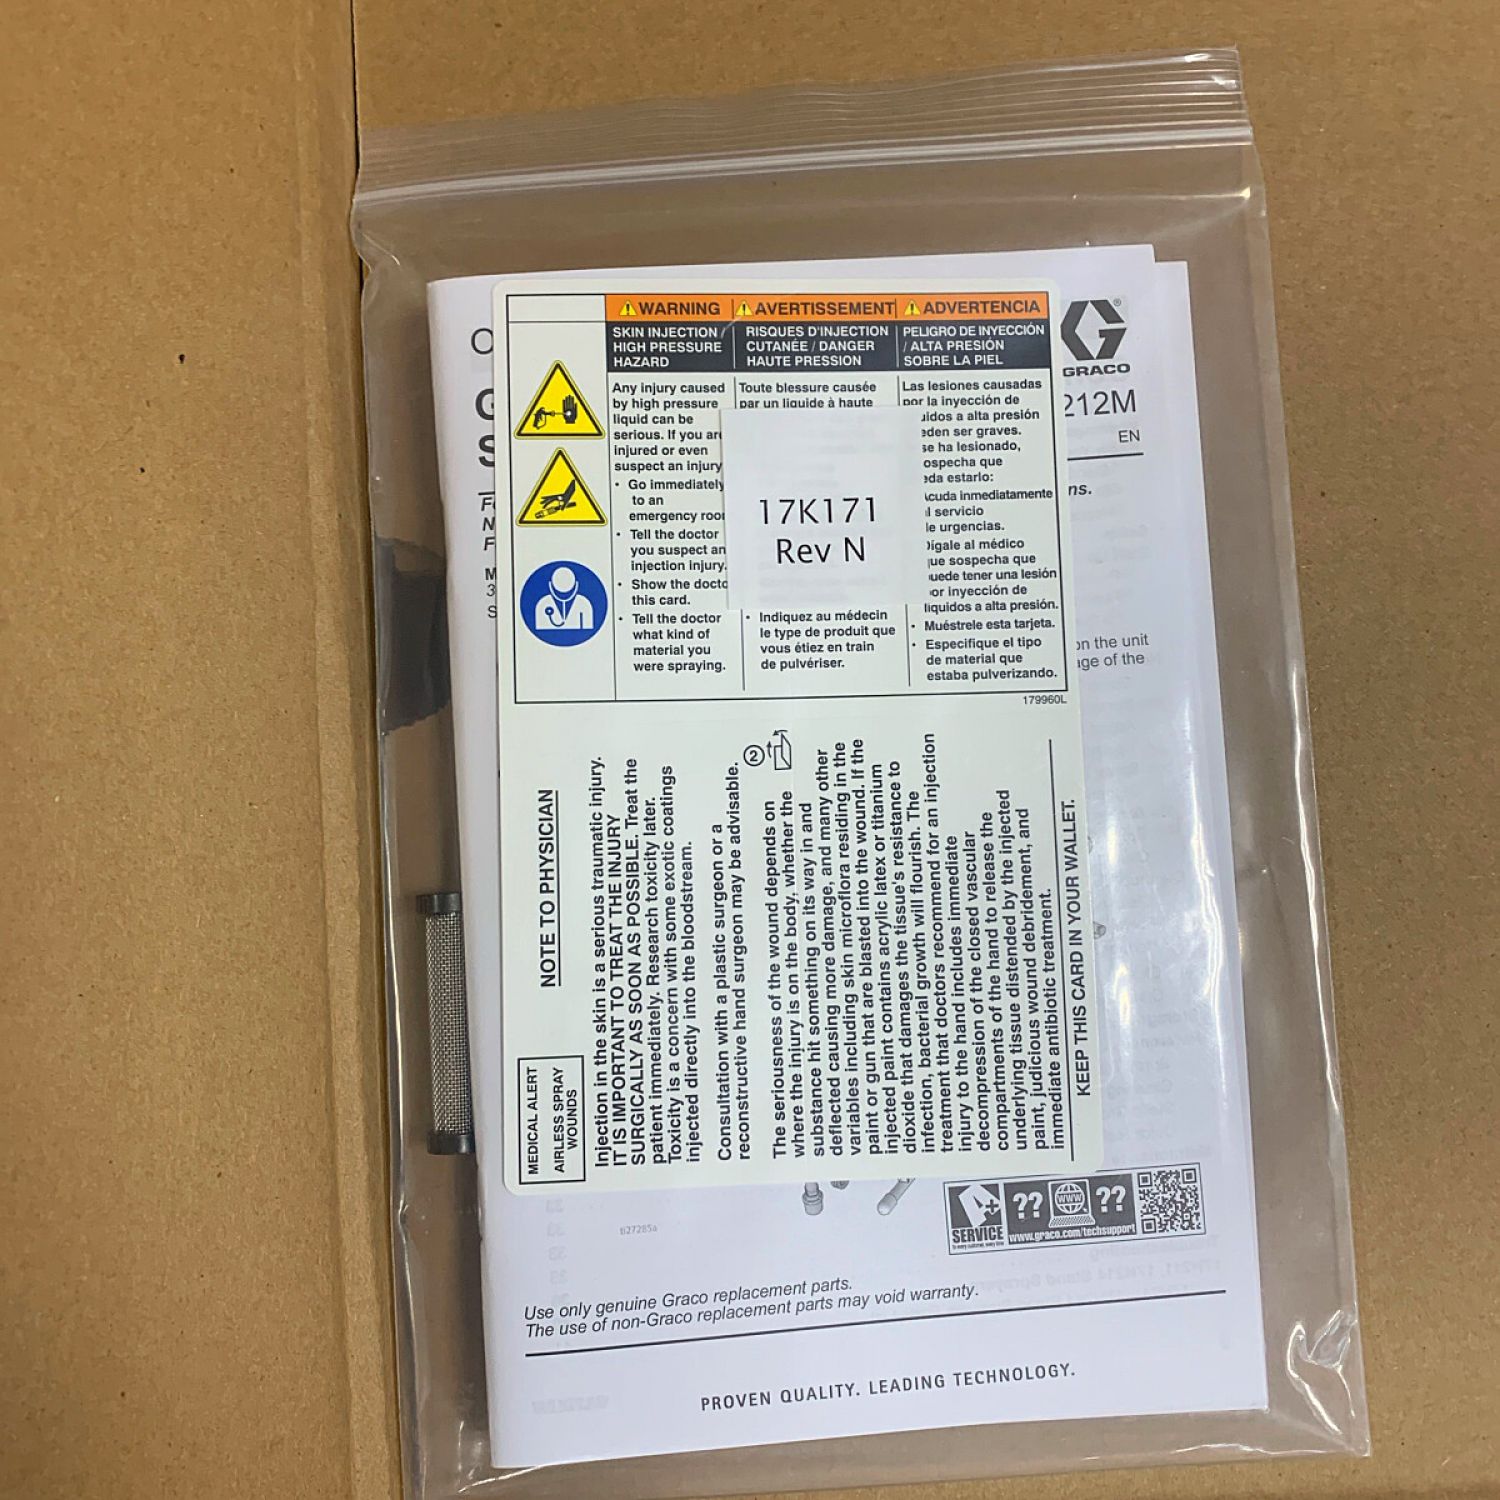 WARNING
SKIN INJECTION /
HIGH PRESSURE
HAZARD
Any injury caused
by high pressure
liquid can be
serious. If you are
injured or even
suspect an injury
• Go immediately
to an
emergency
• Tell the doctor
you suspect an
injection injury.
• Show the
this card.
• Tell the doctor
what kind of
material you
were spraying.
AVERTISSEMENT
RISQUES D'INJECTION
CUTANÉE / DANGER
HAUTE PRESSION
Toute blessure causée
par un liquide à haute
• Indiquez au médecin
le type de produit que
vous étiez en train
de pulvériser.
ADVERTENCIA
PELIGRO DE INYECCIÓN
/ ALTA PRESIÓN
SOBRE LA PIEL
Las lesiones causadas
por la inyección de
a alta presión
ser graves.
se ha lesionado,
que
estarlo:
inmediatamente
servicio
de urgencias.
al médico
que sospecha que
tener una lesión
por inyección de
líquidos a alta presión.
• Muéstrele esta tarjeta.
• Especifique el tipo
de material que
estaba pulverizando.
179960L
17K171
Rev N
GRACO
212M
EN
on the unit
of the
MEDICAL ALERT
AIRLESS SPRAY
WOUNDS
NOTE TO PHYSICIAN
Injection in the skin is a serious traumatic injury.
IT IS IMPORTANT TO TREAT THE INJURY
SURGICALLY AS SOON AS POSSIBLE. Treat the
patient immediately. Research toxicity later.
Toxicity is a concern with some exotic coatings
injected directly into the bloodstream.
Consultation with a plastic surgeon or a
reconstructive hand surgeon may be advisable.
2
The seriousness of the wound depends on
where the injury is on the body, whether the
substance hit something on its way in and
deflected causing more damage, and many other
variables including skin microflora residing in the
paint or gun that are blasted into the wound. If the
injected paint contains acrylic latex or titanium
dioxide that damages the tissue's resistance to
infection, bacterial growth will flourish. The
treatment that doctors recommend for an injection
injury to the hand includes immediate
decompression of the closed vascular
compartments of the hand to release the
underlying tissue distended by the injected
paint, judicious wound debridement, and
immediate antibiotic treatment.
KEEP THIS CARD IN YOUR WALLET.
ti27285a
SERVICE
?? WWW ??
www.graco.com/techsupport
Use only genuine Graco replacement parts.
The use of non-Graco replacement parts may void warranty.
PROVEN QUALITY. LEADING TECHNOLOGY.